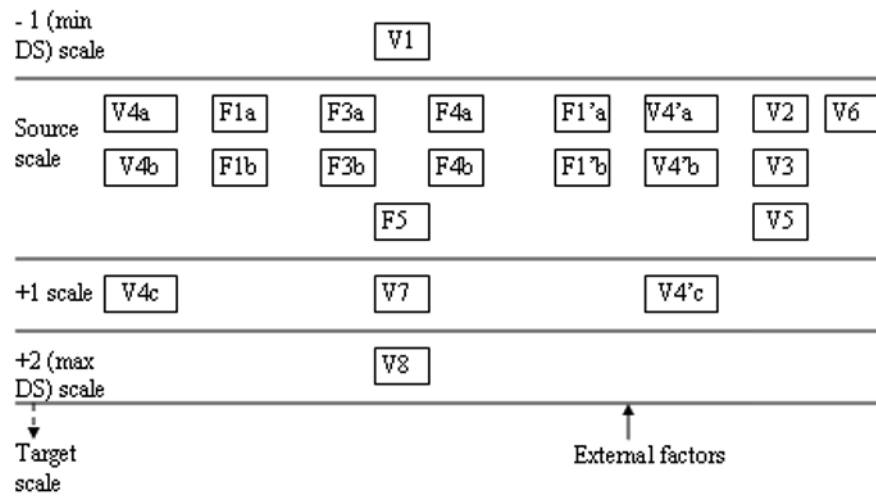 - 1 (min
DS) scale
V1
Source
scale
V4a F1a F3a F4a F1’a V4’a V2 V6
V4b F1b F3b F4b F1’b V4’b V3
F5 V5
+1 scale V4c V7 V4’c
+2 (max
DS) scale
V8
Target
scale
External factors